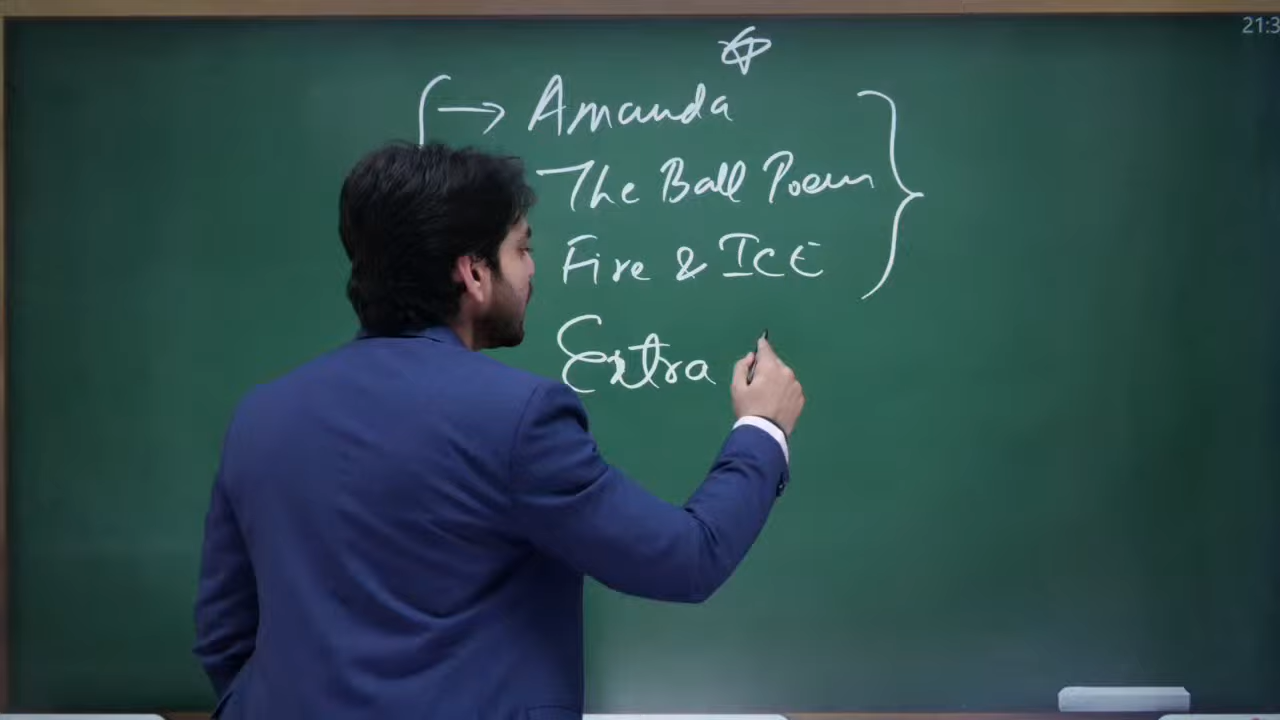 21:3
→ Amanda
The Ball Poem
Fire & ICE
Extra